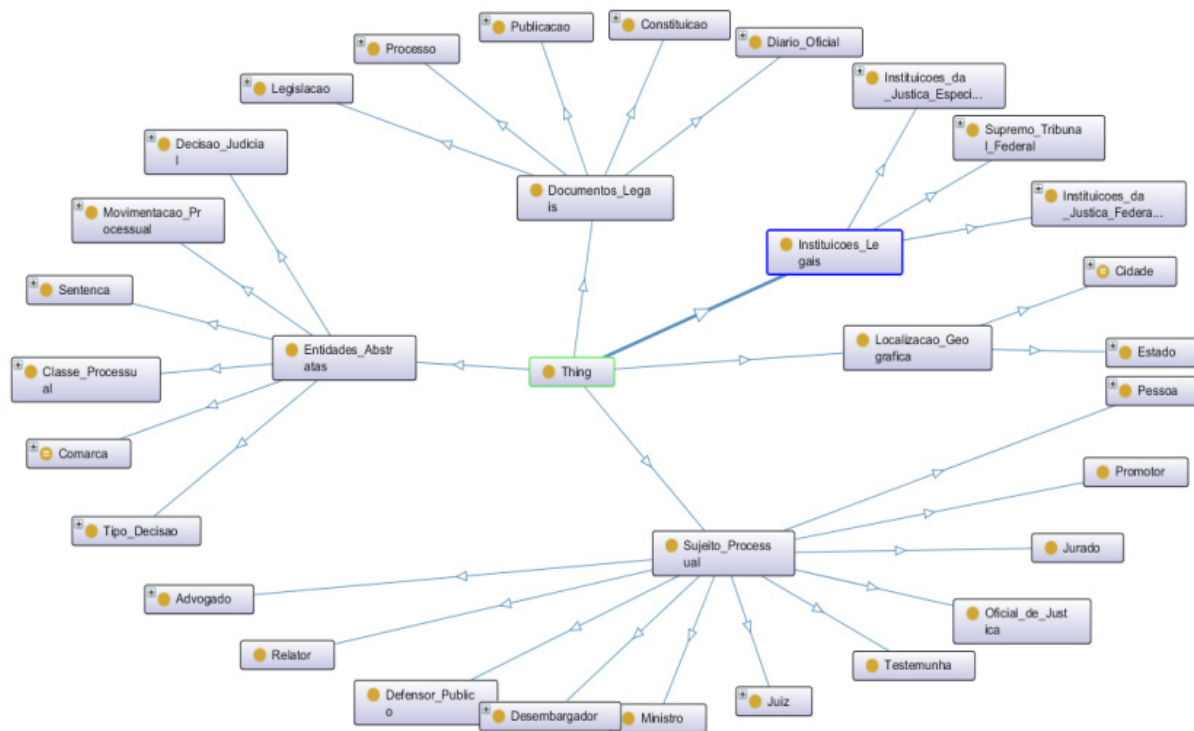 Publicacao
Constituicao
Processo
Diario_Oficial
Legislacao
Instituicoes_da
_Justica_Especi...
Decisao_Judicia
l
Supremo_Tribuna
l_Federal
Documentos_Lega
is
Instituicoes_da
_Justica_Federa...
Movimentacao_Pr
ocessual
Instituicoes_Le
gais
Cidade
Sentenca
Entidades_Abst
ratas
Localizacao_Geo
grafica
Estado
Classe_Processu
al
Thing
Pessoa
Comarca
Promotor
Tipo_Decisao
Sujeito_Process
ual
Jurado
Advogado
Oficial_de_Just
ica
Relator
Testemunha
Defensor_Public
o
Desembargador
Ministro
Juiz